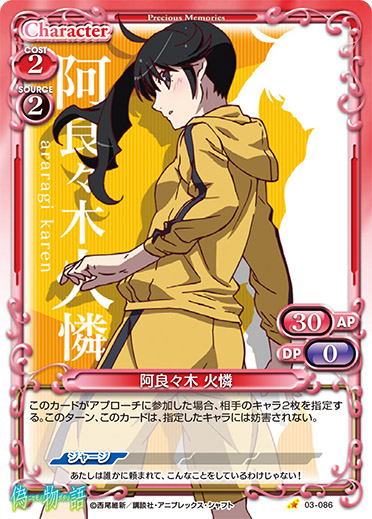 Precious Memories
Character
COST
2
SOURCE
2
阿良々木火憐
araragi karen
30 AP
DP 0
阿良々木 火憐
このカードがアプローチに参加した場合、相手のキャラ2枚を指定す
る。このターン、このカードは、指定したキャラには妨害されない。
ジャージ
あたしは誰かに頼まれて、こんなことをしているわけじゃない!
偽物語
©西尾維新/講談社・アニプレックス・シャフト
03-086